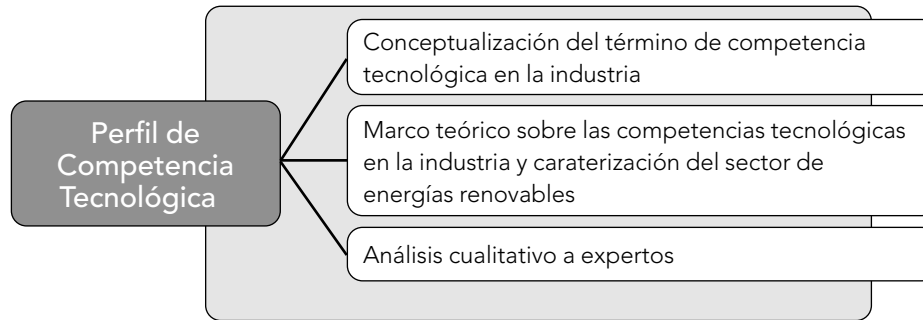 Perfil de
Competencia
Tecnológica
Conceptualización del término de competencia
tecnológica en la industria
Marco teórico sobre las competencias tecnológicas
en la industria y caraterización del sector de
energías renovables
Análisis cualitativo a expertos